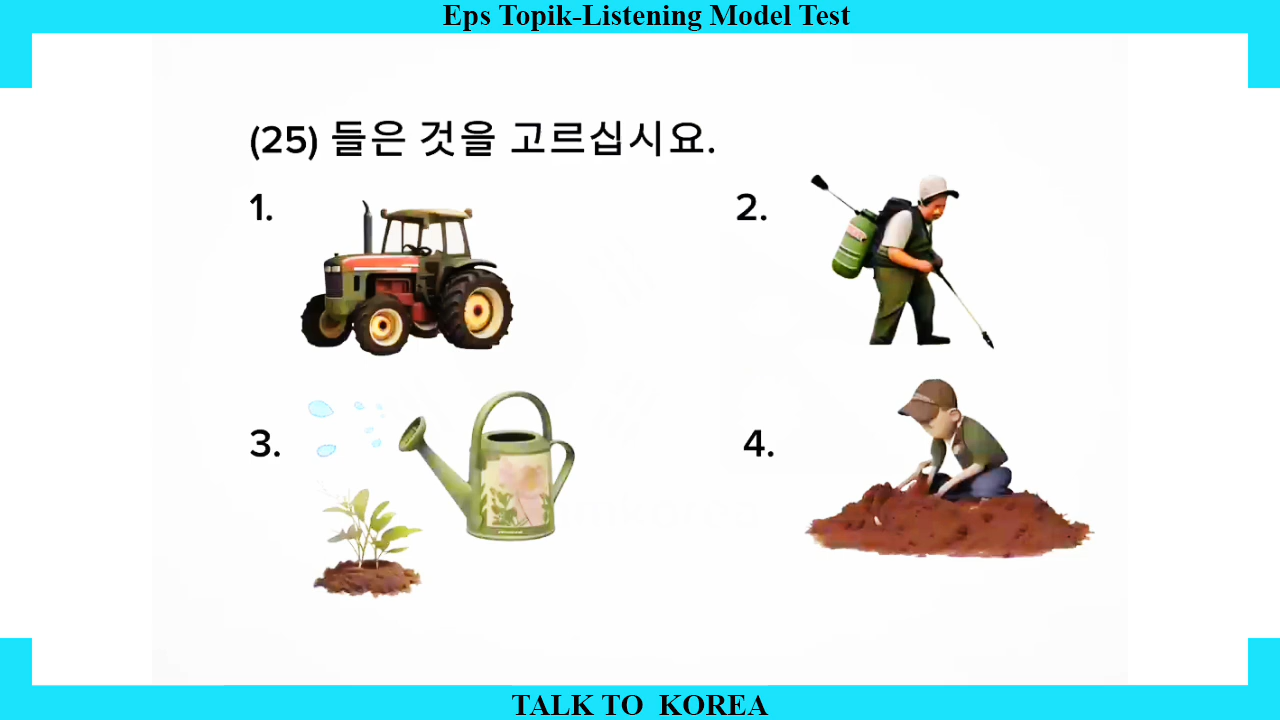 Eps Topik-Listening Model Test
(25) 들은 것을 고르십시요.
1.
2.
3.
4.
TALK TO KOREA